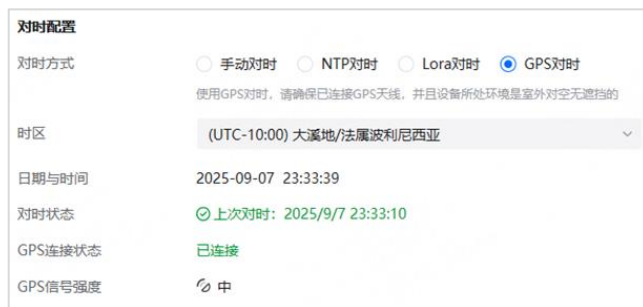 对时配置
对时方式 手动对时 NTP对时 Lora对时 GPS对时
使用GPS对时，请确保已连接GPS天线，并且设备所处环境是室外对空无遮挡的
时区 (UTC-10:00) 大溪地/法属波利尼西亚
日期与时间 2025-09-07 23:33:39
对时状态 上次对时：2025/9/7 23:33:10
GPS连接状态 已连接
GPS信号强度 中